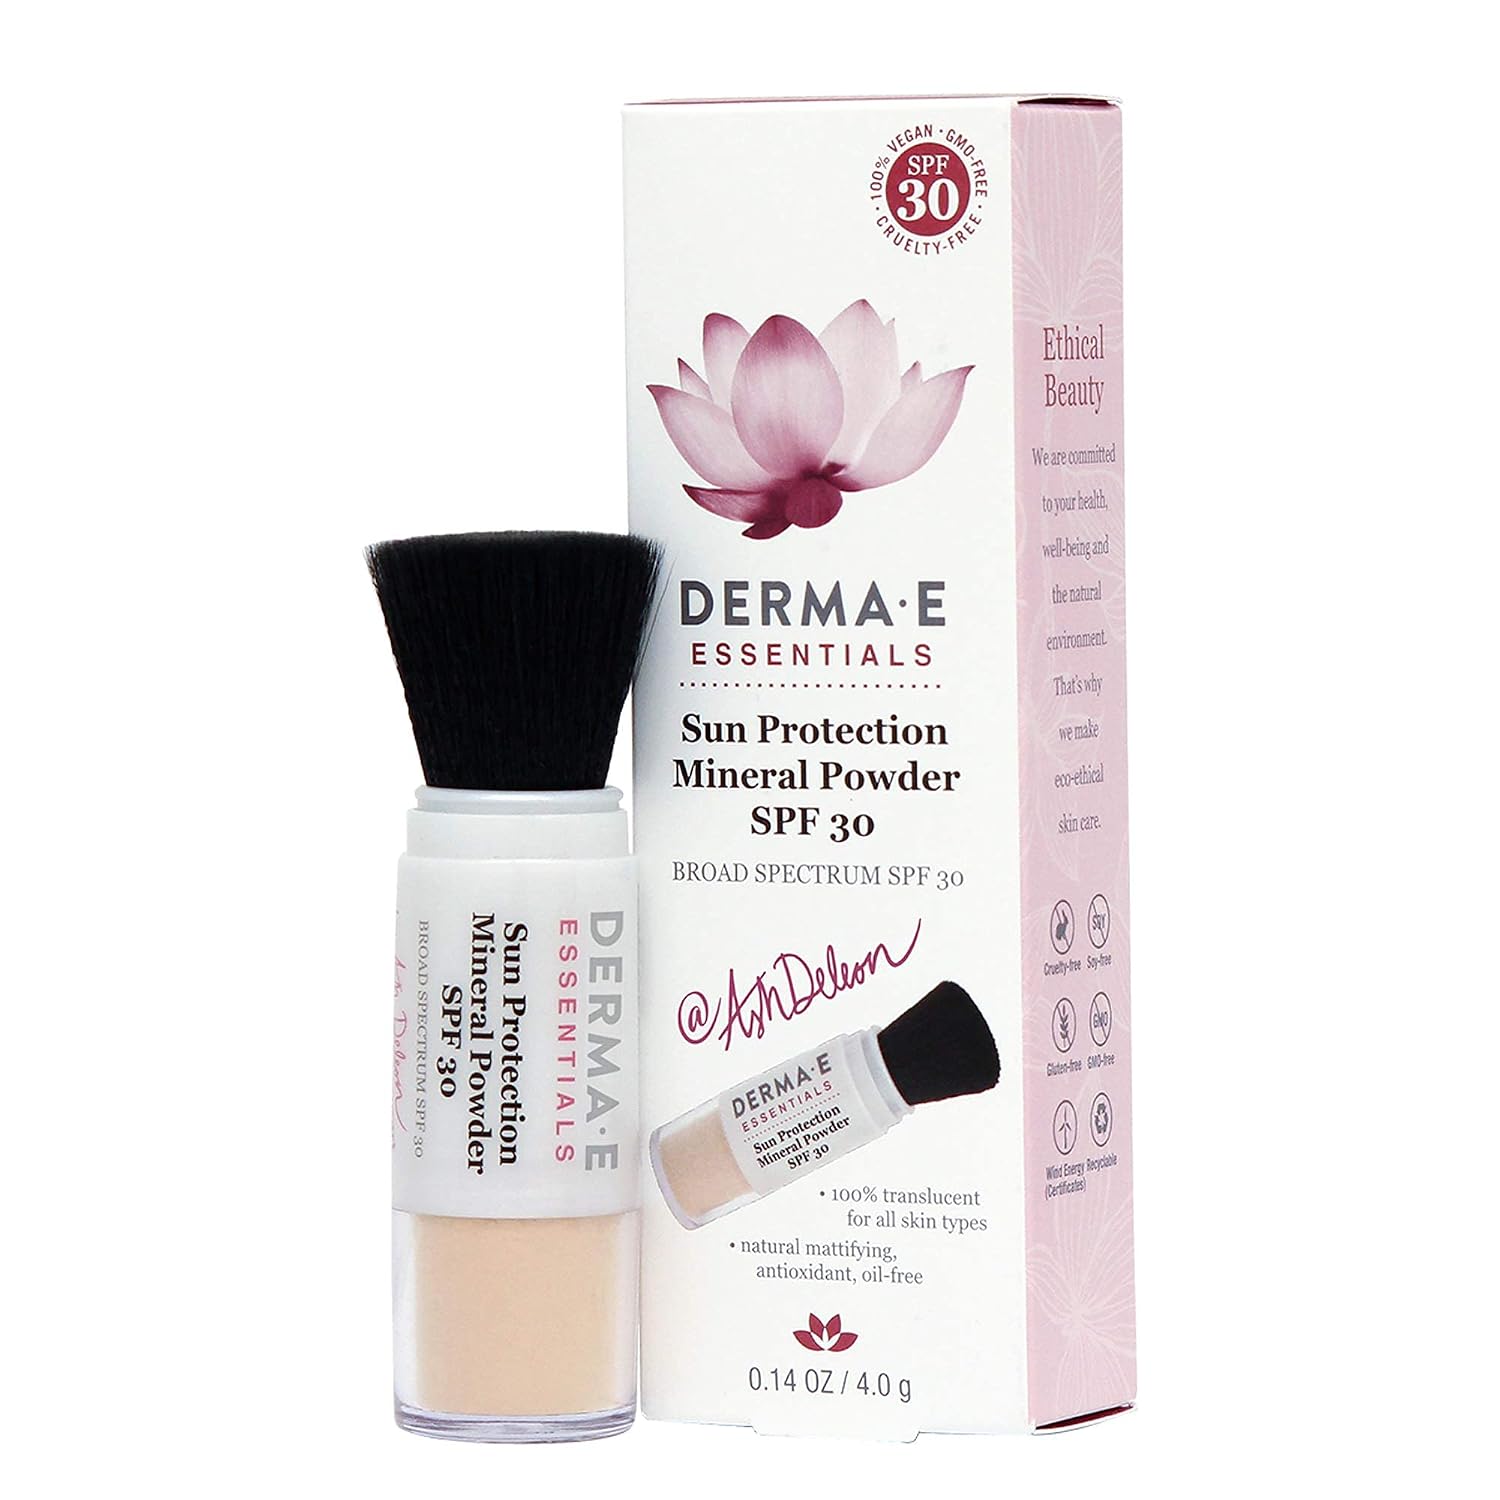 100% VEGAN · GMO-FREE · CRUELTY-FREE ·
SPF
30
DERMA·E
ESSENTIALS
Sun Protection
Mineral Powder
SPF 30
BROAD SPECTRUM SPF 30
@AshDeleon
DERMA·E
ESSENTIALS
Sun Protection
Mineral Powder
SPF 30
• 100% translucent
for all skin types
• natural mattifying,
antioxidant, oil-free
0.14 OZ / 4.0 g
Ethical
Beauty
We are committed
to your health,
well-being and
the natural
environment.
That's why
we make
eco-ethical
skin care.
SOY
Cruelty-free Soy-free
GMO
Gluten-free GMO-free
Wind Energy Recyclable
(Certificates)
DERMA·E
ESSENTIALS
Sun Protection
Mineral Powder
SPF 30
BROAD SPECTRUM SPF 30
Deleon